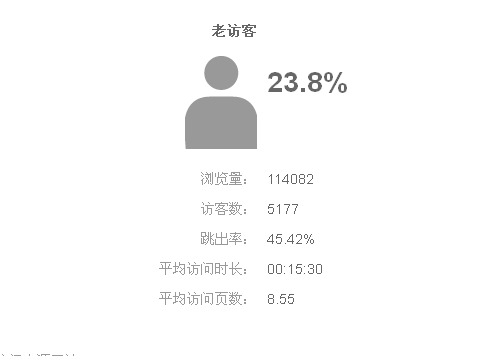 老访客
23.8%
浏览量： 114082
访客数： 5177
跳出率： 45.42%
平均访问时长： 00:15:30
平均访问页数： 8.55